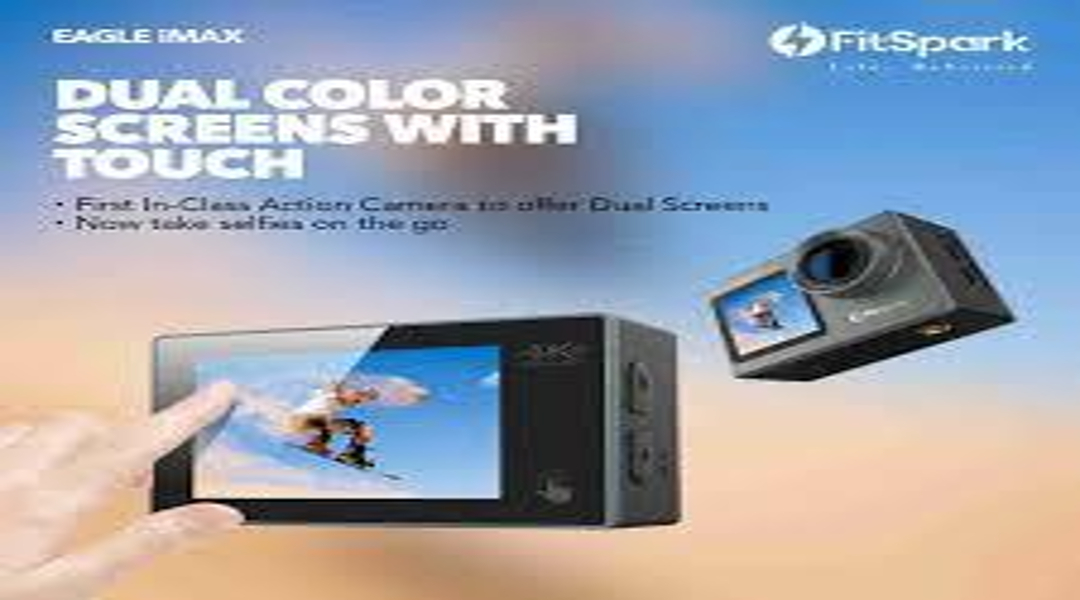 EAGLE iMAX
FitSpark
DUAL COLOR
SCREENS WITH
TOUCH
• First In-Class Action Camera to offer Dual Screens
• Now take selfies on the go
4K